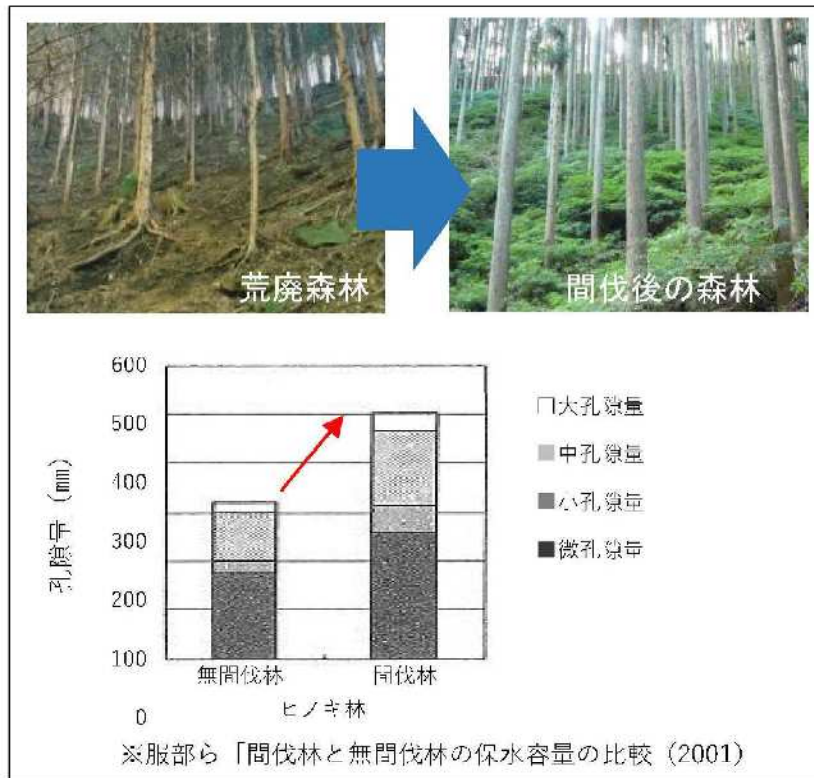 荒廃森林
間伐後の森林
600
500
400
300
200
100
0
孔隙量 (mm)
□大孔隙量
■中孔隙量
■小孔隙量
■微孔隙量
無間伐林
間伐林
ヒノキ林
※服部ら「間伐林と無間伐林の保水容量の比較（2001）